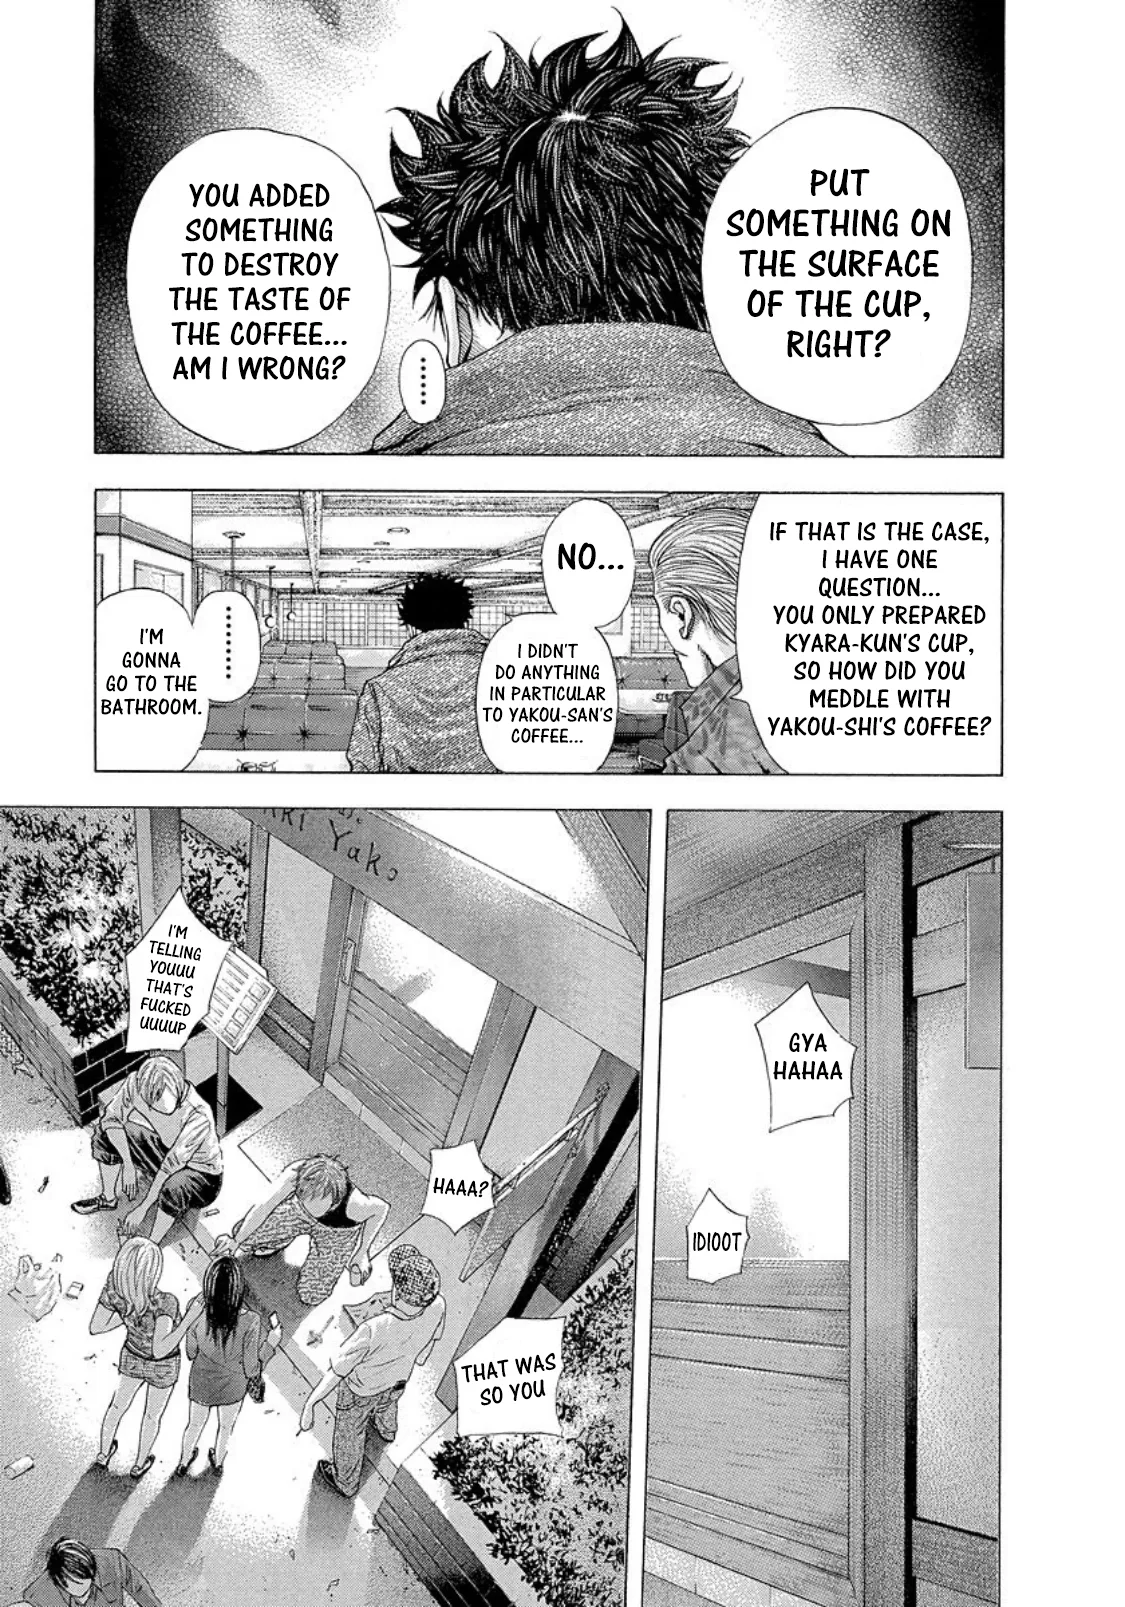 PUT
SOMETHING ON
THE SURFACE
OF THE CUP,
RIGHT?
YOU ADDED
SOMETHING
TO DESTROY
THE TASTE OF
THE COFFEE...
AM I WRONG?
......
IF THAT IS THE CASE,
I HAVE ONE
QUESTION...
YOU ONLY PREPARED
KYARA-KUN'S CUP,
SO HOW DID YOU
MEDDLE WITH
YAKOU-SHI'S COFFEE?
NO...
I DIDN'T
DO ANYTHING
IN PARTICULAR
TO YAKOU-SAN'S
COFFEE...
........
I'M
GONNA
GO TO THE
BATHROOM.
GYA
HAHAA
IDIOOT
Yako
I'M
TELLING
YOUUU
THAT'S
FUCKED
UUUUP
HAAA?
THAT WAS
SO YOU